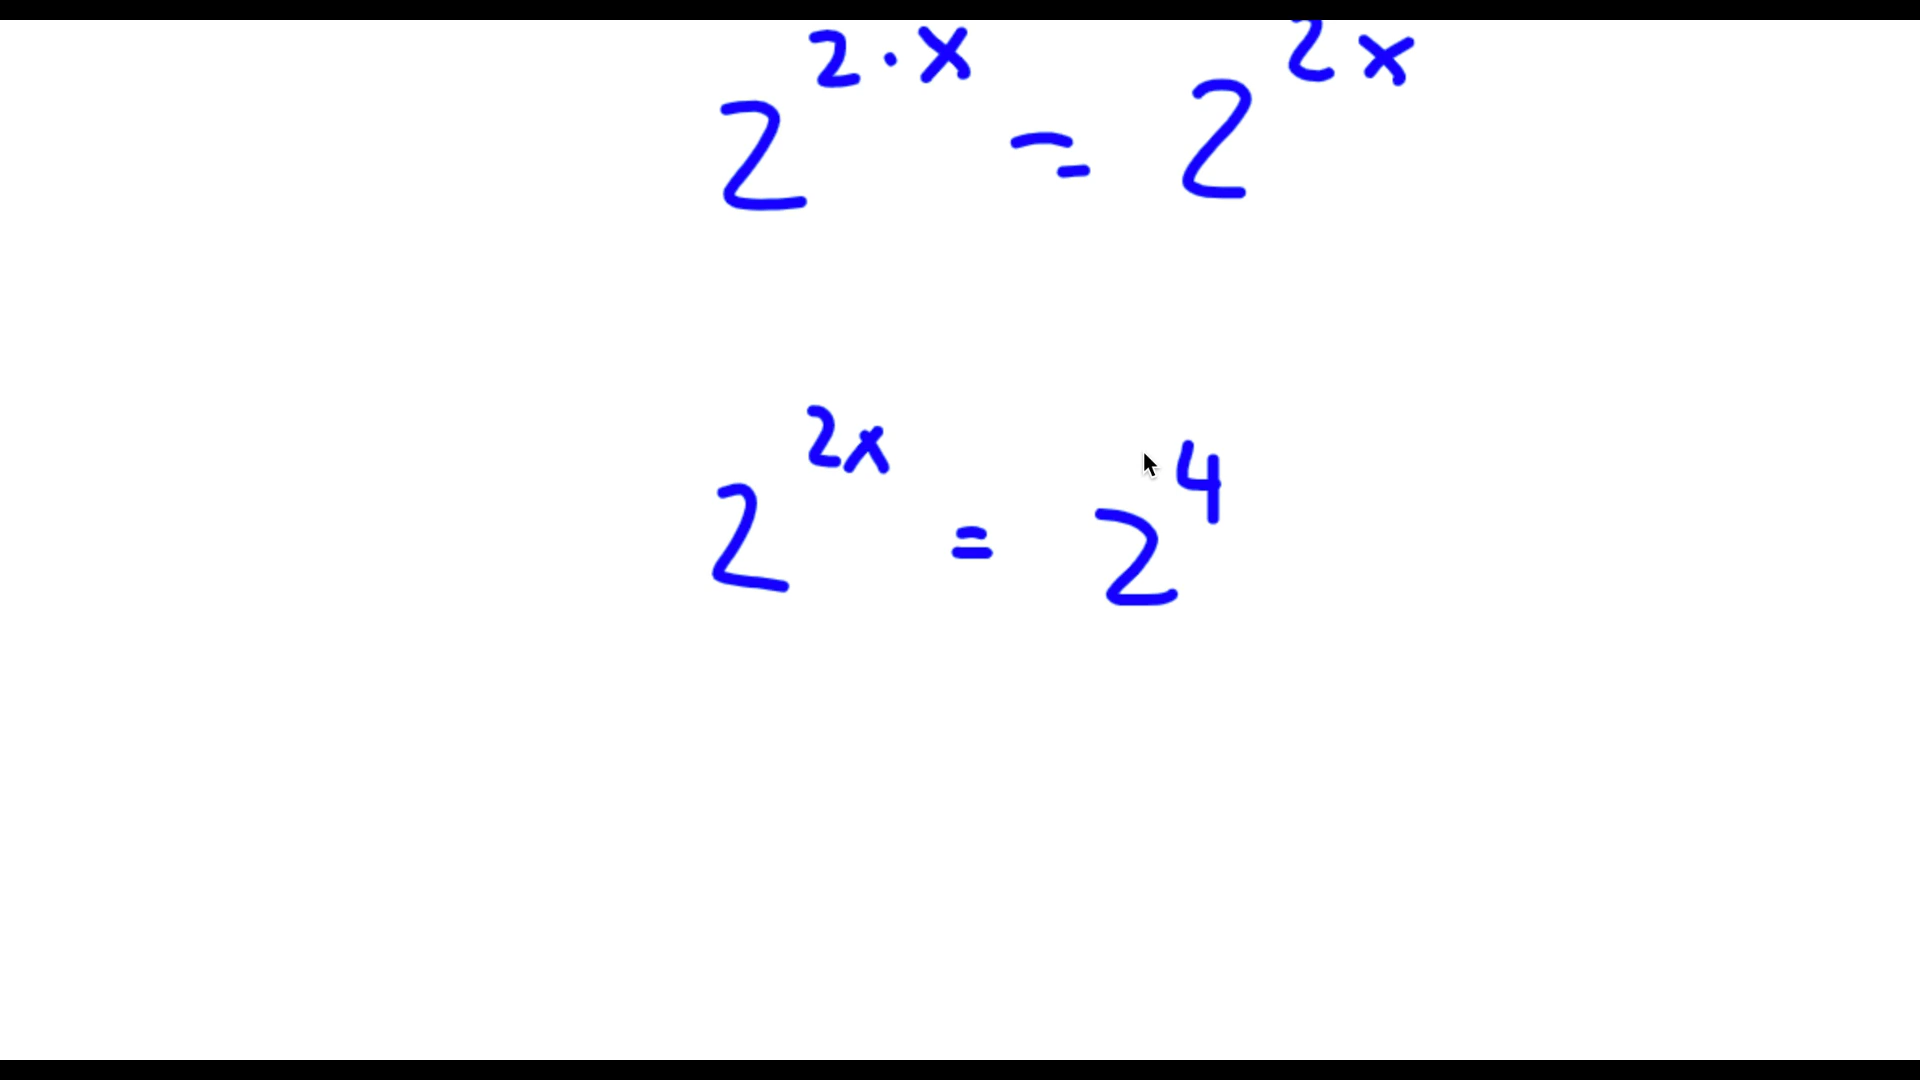 2^{2·x} = 2^{2x}
2^{2x} = 2^4